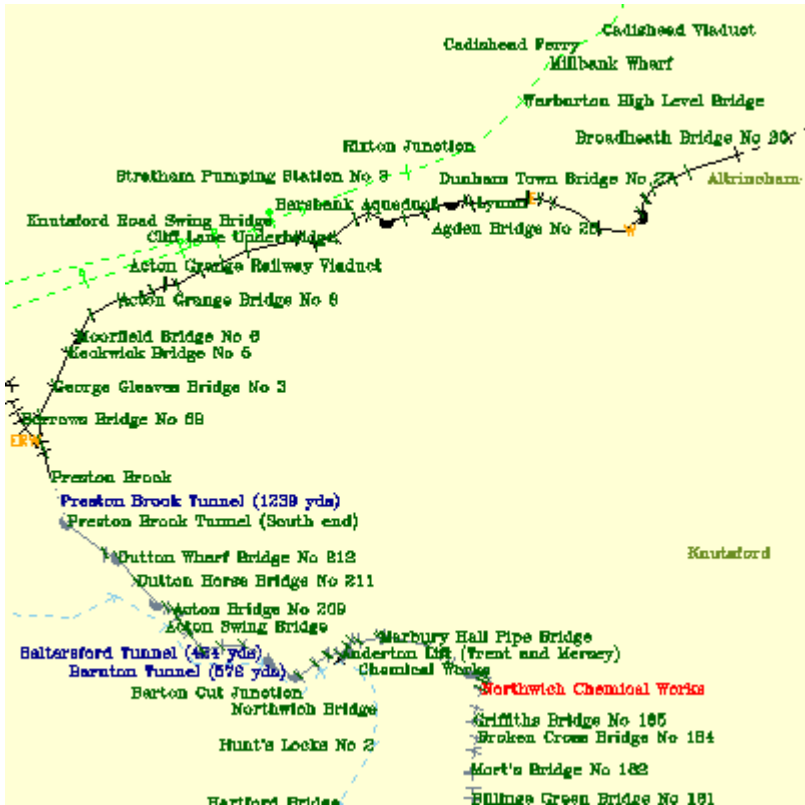 Cadishead Viaduct
Cadishead Ferry
Millbank Wharf
Warburton High Level Bridge
Broadheath Bridge No 30
Rixton Junction
Stretham Pumping Station No 3
Dunham Town Bridge No 27A
Altrincham
Barsbank Aqueduct
Lymm
E
Knutsford Road Swing Bridge
Agden Bridge No 26
W
Cliff Lane Underbridge
Acton Grange Railway Viaduct
9
Acton Grange Bridge No 8
Moorfield Bridge No 6
Keckwick Bridge No 5
George Gleaves Bridge No 3
Borrows Bridge No 69
ERW
Preston Brook
Preston Brook Tunnel (1239 yds)
Preston Brook Tunnel (South end)
Dutton Wharf Bridge No 212
Knutsford
Dutton Horse Bridge No 211
Acton Bridge No 209
Acton Swing Bridge
Marbury Hall Pipe Bridge
Saltersford Tunnel (424 yds)
Anderton Lift (Trent and Mersey)
Barnton Tunnel (572 yds)
Chemical Works
Barton Cut Junction
Northwich Chemical Works
Northwich Bridge
Griffiths Bridge No 185
Broken Cross Bridge No 184
Hunt's Locks No 2
Mort's Bridge No 182
Hartford Bridge
Billinge Green Bridge No 181